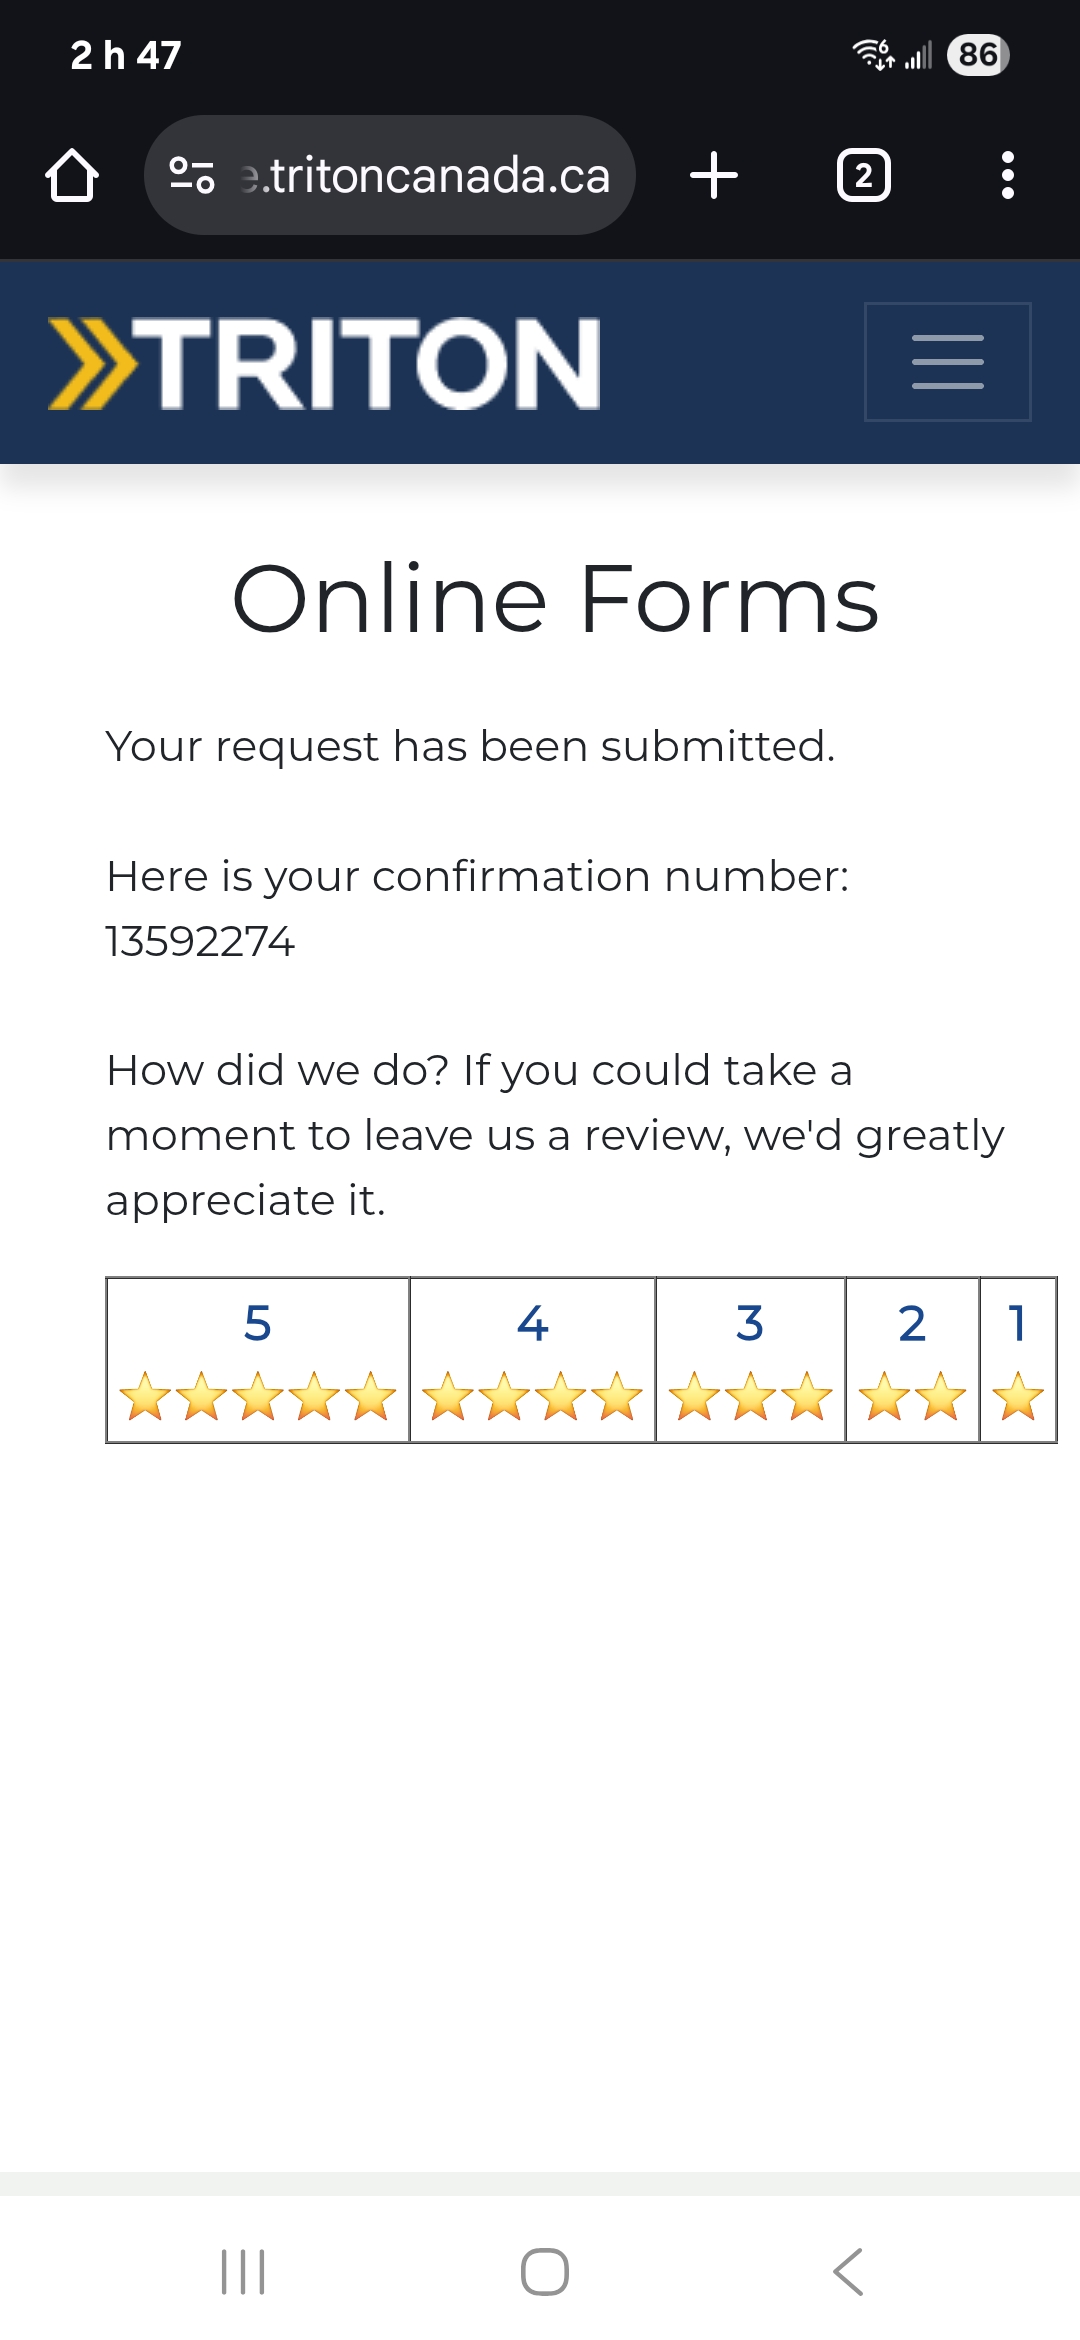 2 h 47
6
86
.tritoncanada.ca
2
TRITON
Online Forms
Your request has been submitted.
Here is your confirmation number:
13592274
How did we do? If you could take a
moment to leave us a review, we'd greatly
appreciate it.
5 4 3 2 1